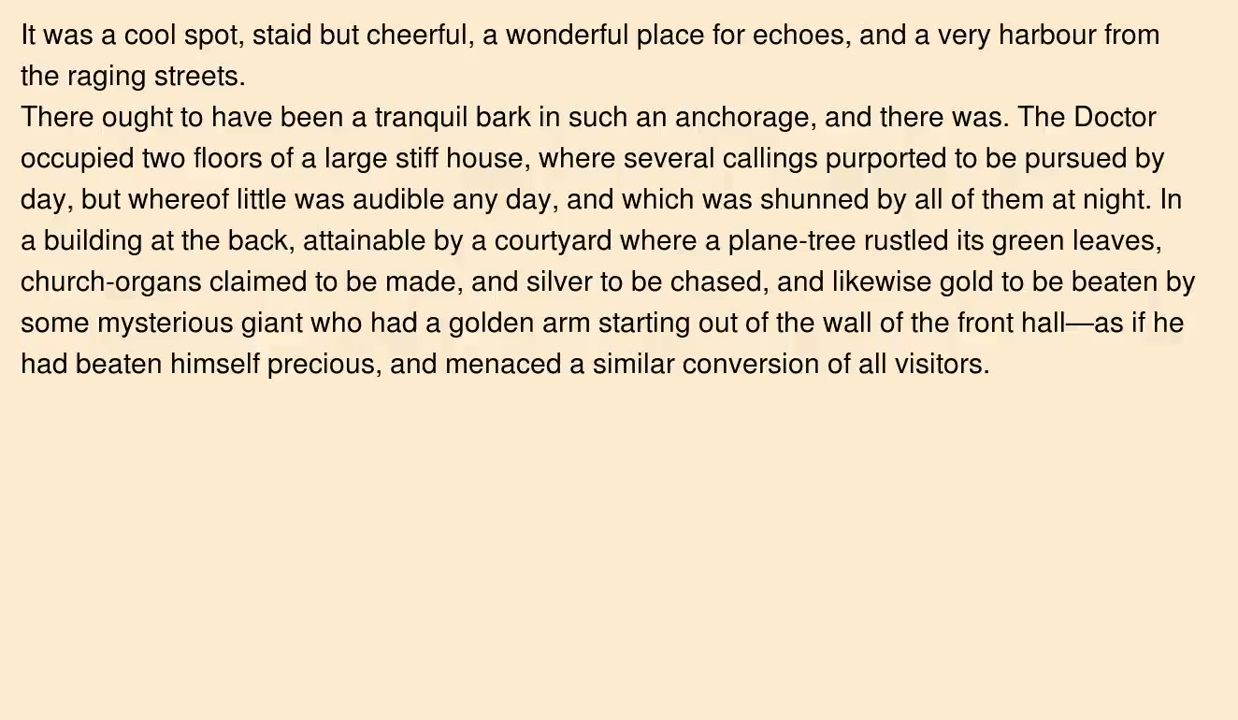 It was a cool spot, staid but cheerful, a wonderful place for echoes, and a very harbour from
the raging streets.
There ought to have been a tranquil bark in such an anchorage, and there was. The Doctor
occupied two floors of a large stiff house, where several callings purported to be pursued by
day, but whereof little was audible any day, and which was shunned by all of them at night. In
a building at the back, attainable by a courtyard where a plane-tree rustled its green leaves,
church-organs claimed to be made, and silver to be chased, and likewise gold to be beaten by
some mysterious giant who had a golden arm starting out of the wall of the front hall—as if he
had beaten himself precious, and menaced a similar conversion of all visitors.